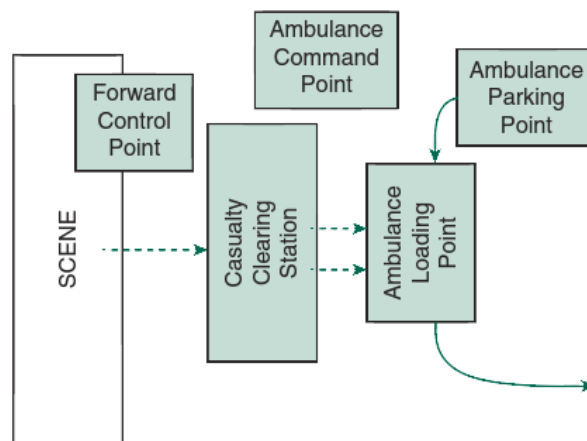 Ambulance
Command
Point
Ambulance
Parking
Point
Forward
Control
Point
SCENE
Casualty
Clearing
Station
Ambulance
Loading
Point